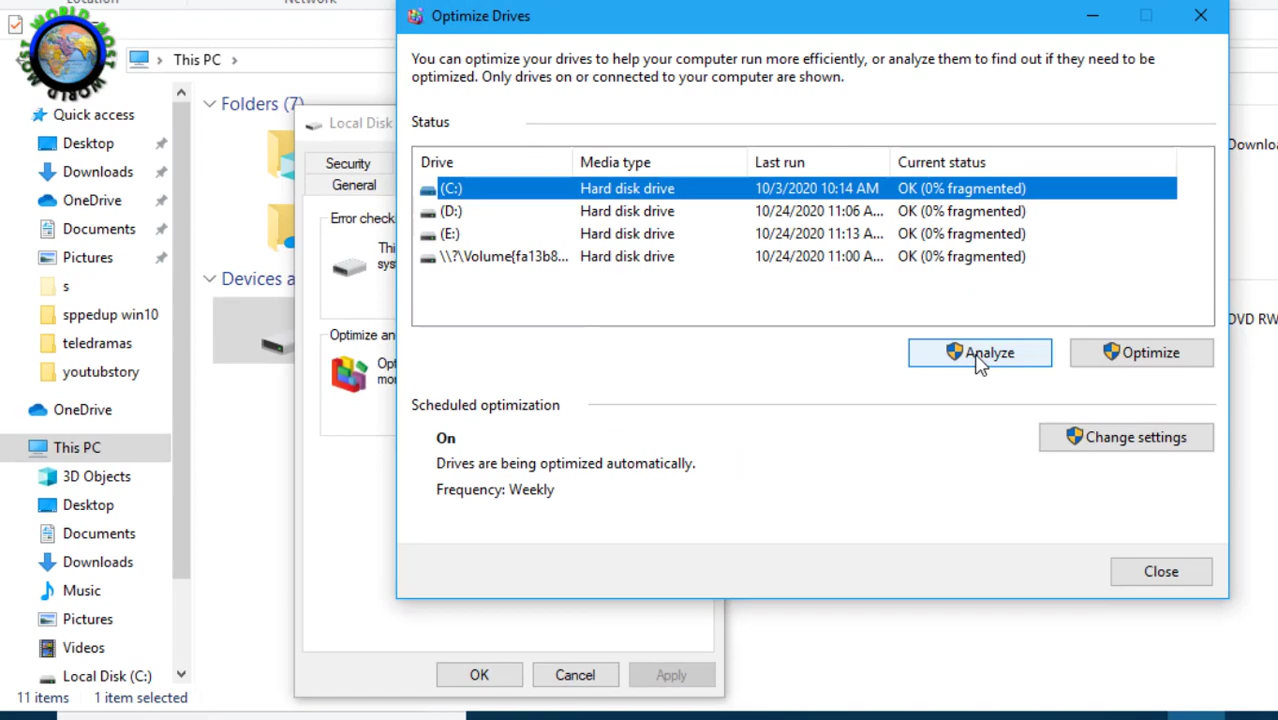 Location
Network
MOST WORLD MOST WORLD
This PC
Quick access
Desktop
Downloads
OneDrive
Documents
Pictures
s
sppedup win10
teledramas
youtubstory
OneDrive
This PC
3D Objects
Desktop
Documents
Downloads
Music
Pictures
Videos
Local Disk (C:)
11 items 1 item selected
Folders (7)
Devices a
Downlo
DVD RW
Local Disk
Security
General
Error check
Thi
sys
Optimize an
Opt
mo
OK
Cancel
Apply
Optimize Drives
You can optimize your drives to help your computer run more efficiently, or analyze them to find out if they need to be
optimized. Only drives on or connected to your computer are shown.
Status
Drive Media type Last run Current status
(C:) Hard disk drive 10/3/2020 10:14 AM OK (0% fragmented)
(D:) Hard disk drive 10/24/2020 11:06 A... OK (0% fragmented)
(E:) Hard disk drive 10/24/2020 11:13 A... OK (0% fragmented)
\\?\Volume{fa13b8... Hard disk drive 10/24/2020 11:00 A... OK (0% fragmented)
Analyze
Optimize
Scheduled optimization
On
Change settings
Drives are being optimized automatically.
Frequency: Weekly
Close